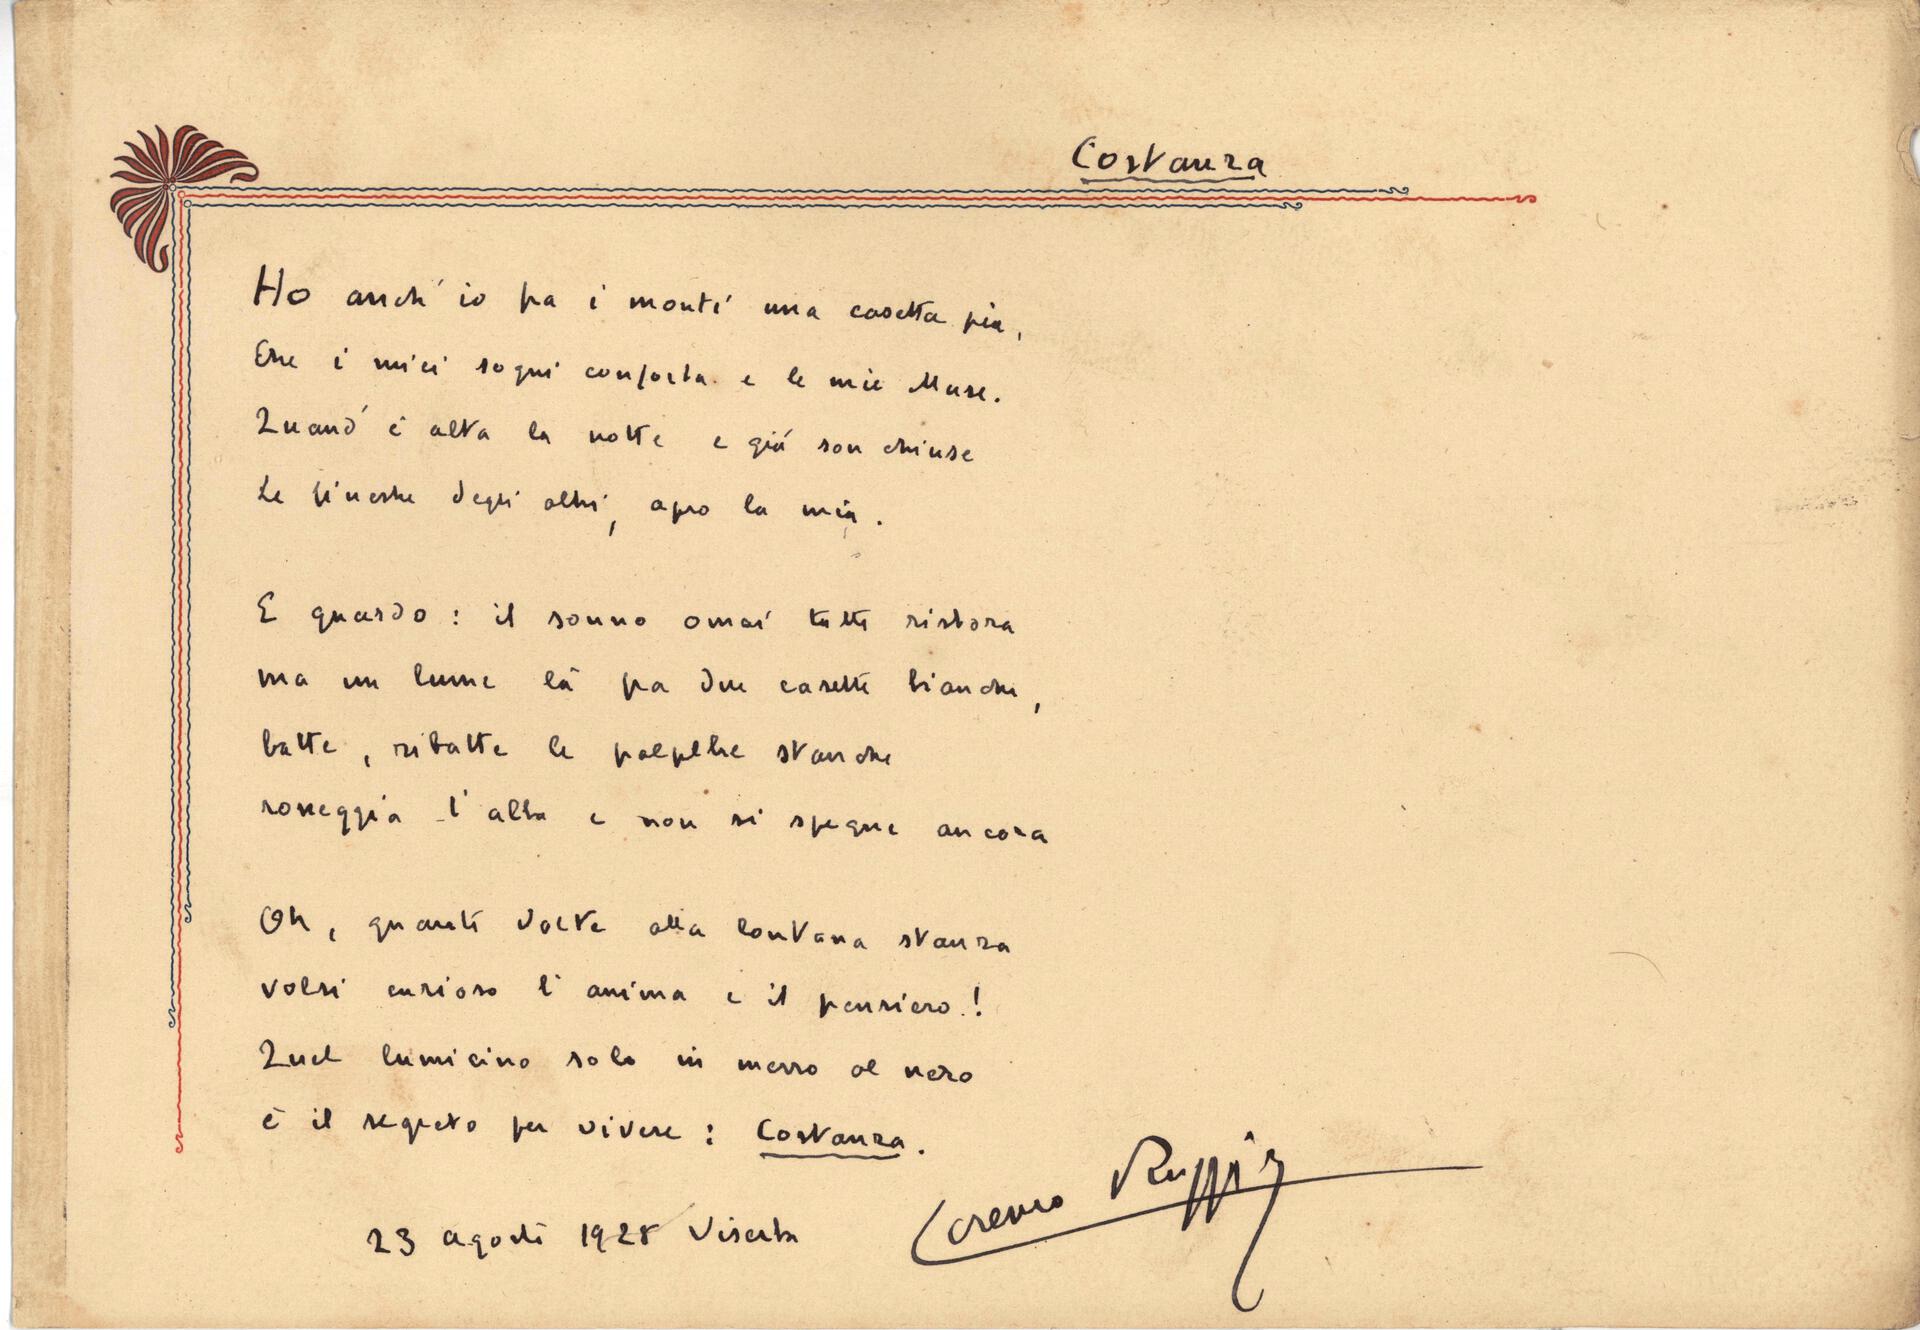 Costanza
Ho anch' io fra i monti una casetta pia,
Che i miei sogni conforta e le mie Muse.
Quand' è alta la notte e già son chiuse
Le finestre degli altri, apro la mia.
E guardo: il sonno omai tutti ristora
ma un lume là fra due casette bianche,
batte, ribatte le palpebre stanche
rosseggia l'alba e non si spegne ancora
Oh, quante volte alla lontana stanza
volsi curioso l'anima e il pensiero!
Quel lumicino solo in mezzo al nero
è il segreto per vivere: Costanza.
23 agosto 1928 Viserba
Lorenzo Ruggi